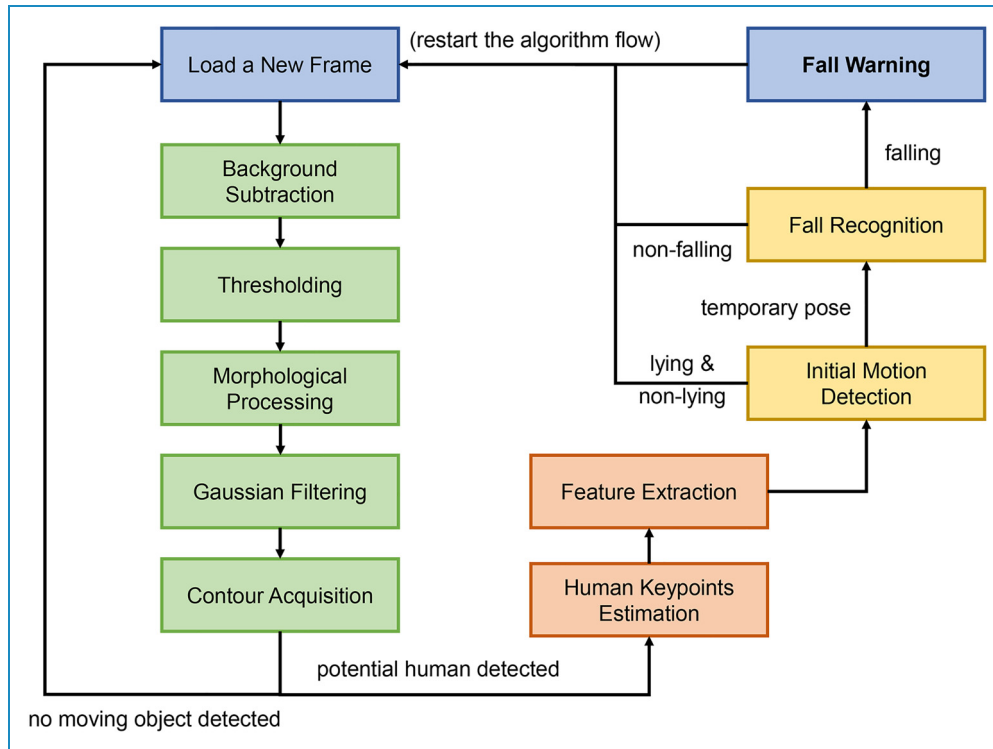 (restart the algorithm flow)
Load a New Frame
Fall Warning
Background
Subtraction
falling
Fall Recognition
non-falling
Thresholding
temporary pose
lying &
non-lying
Initial Motion
Detection
Morphological
Processing
Gaussian Filtering
Feature Extraction
Contour Acquisition
Human Keypoints
Estimation
potential human detected
no moving object detected